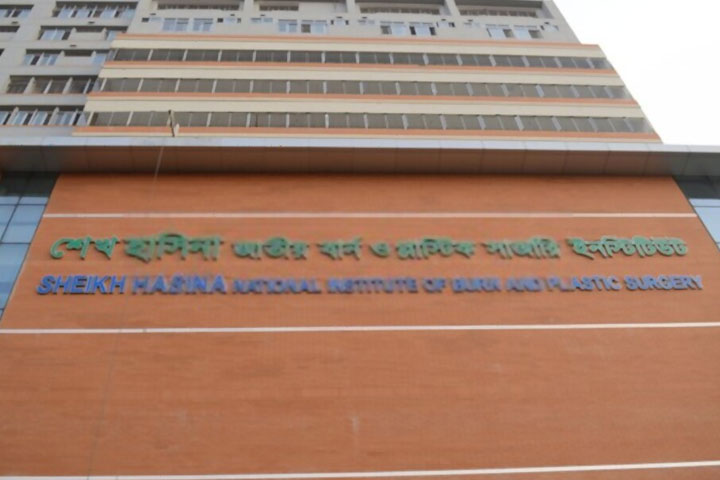 শেখ হাসিনা জাতীয় বার্ন ও প্লাস্টিক সার্জারি ইনস্টিটিউট
SHEIKH HASINA NATIONAL INSTITUTE OF BURN AND PLASTIC SURGERY